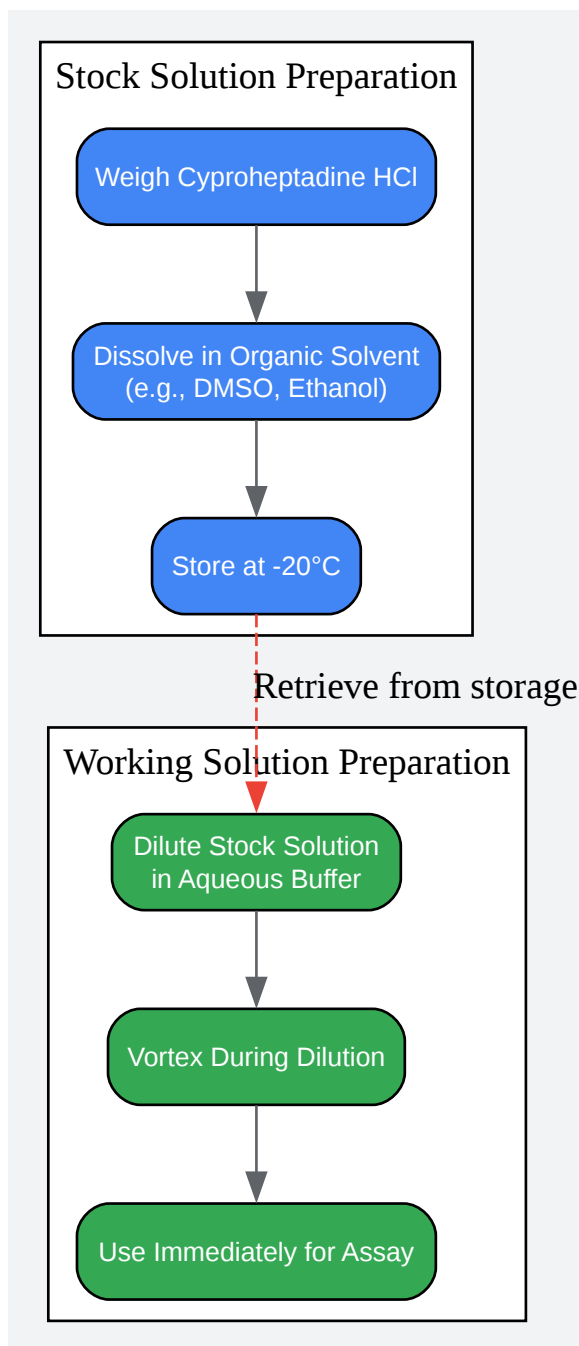 Stock Solution Preparation
Weigh Cyproheptadine HCl
Dissolve in Organic Solvent
(e.g., DMSO, Ethanol)
Store at -20°C
Retrieve from storage
Working Solution Preparation
Dilute Stock Solution
in Aqueous Buffer
Vortex During Dilution
Use Immediately for Assay